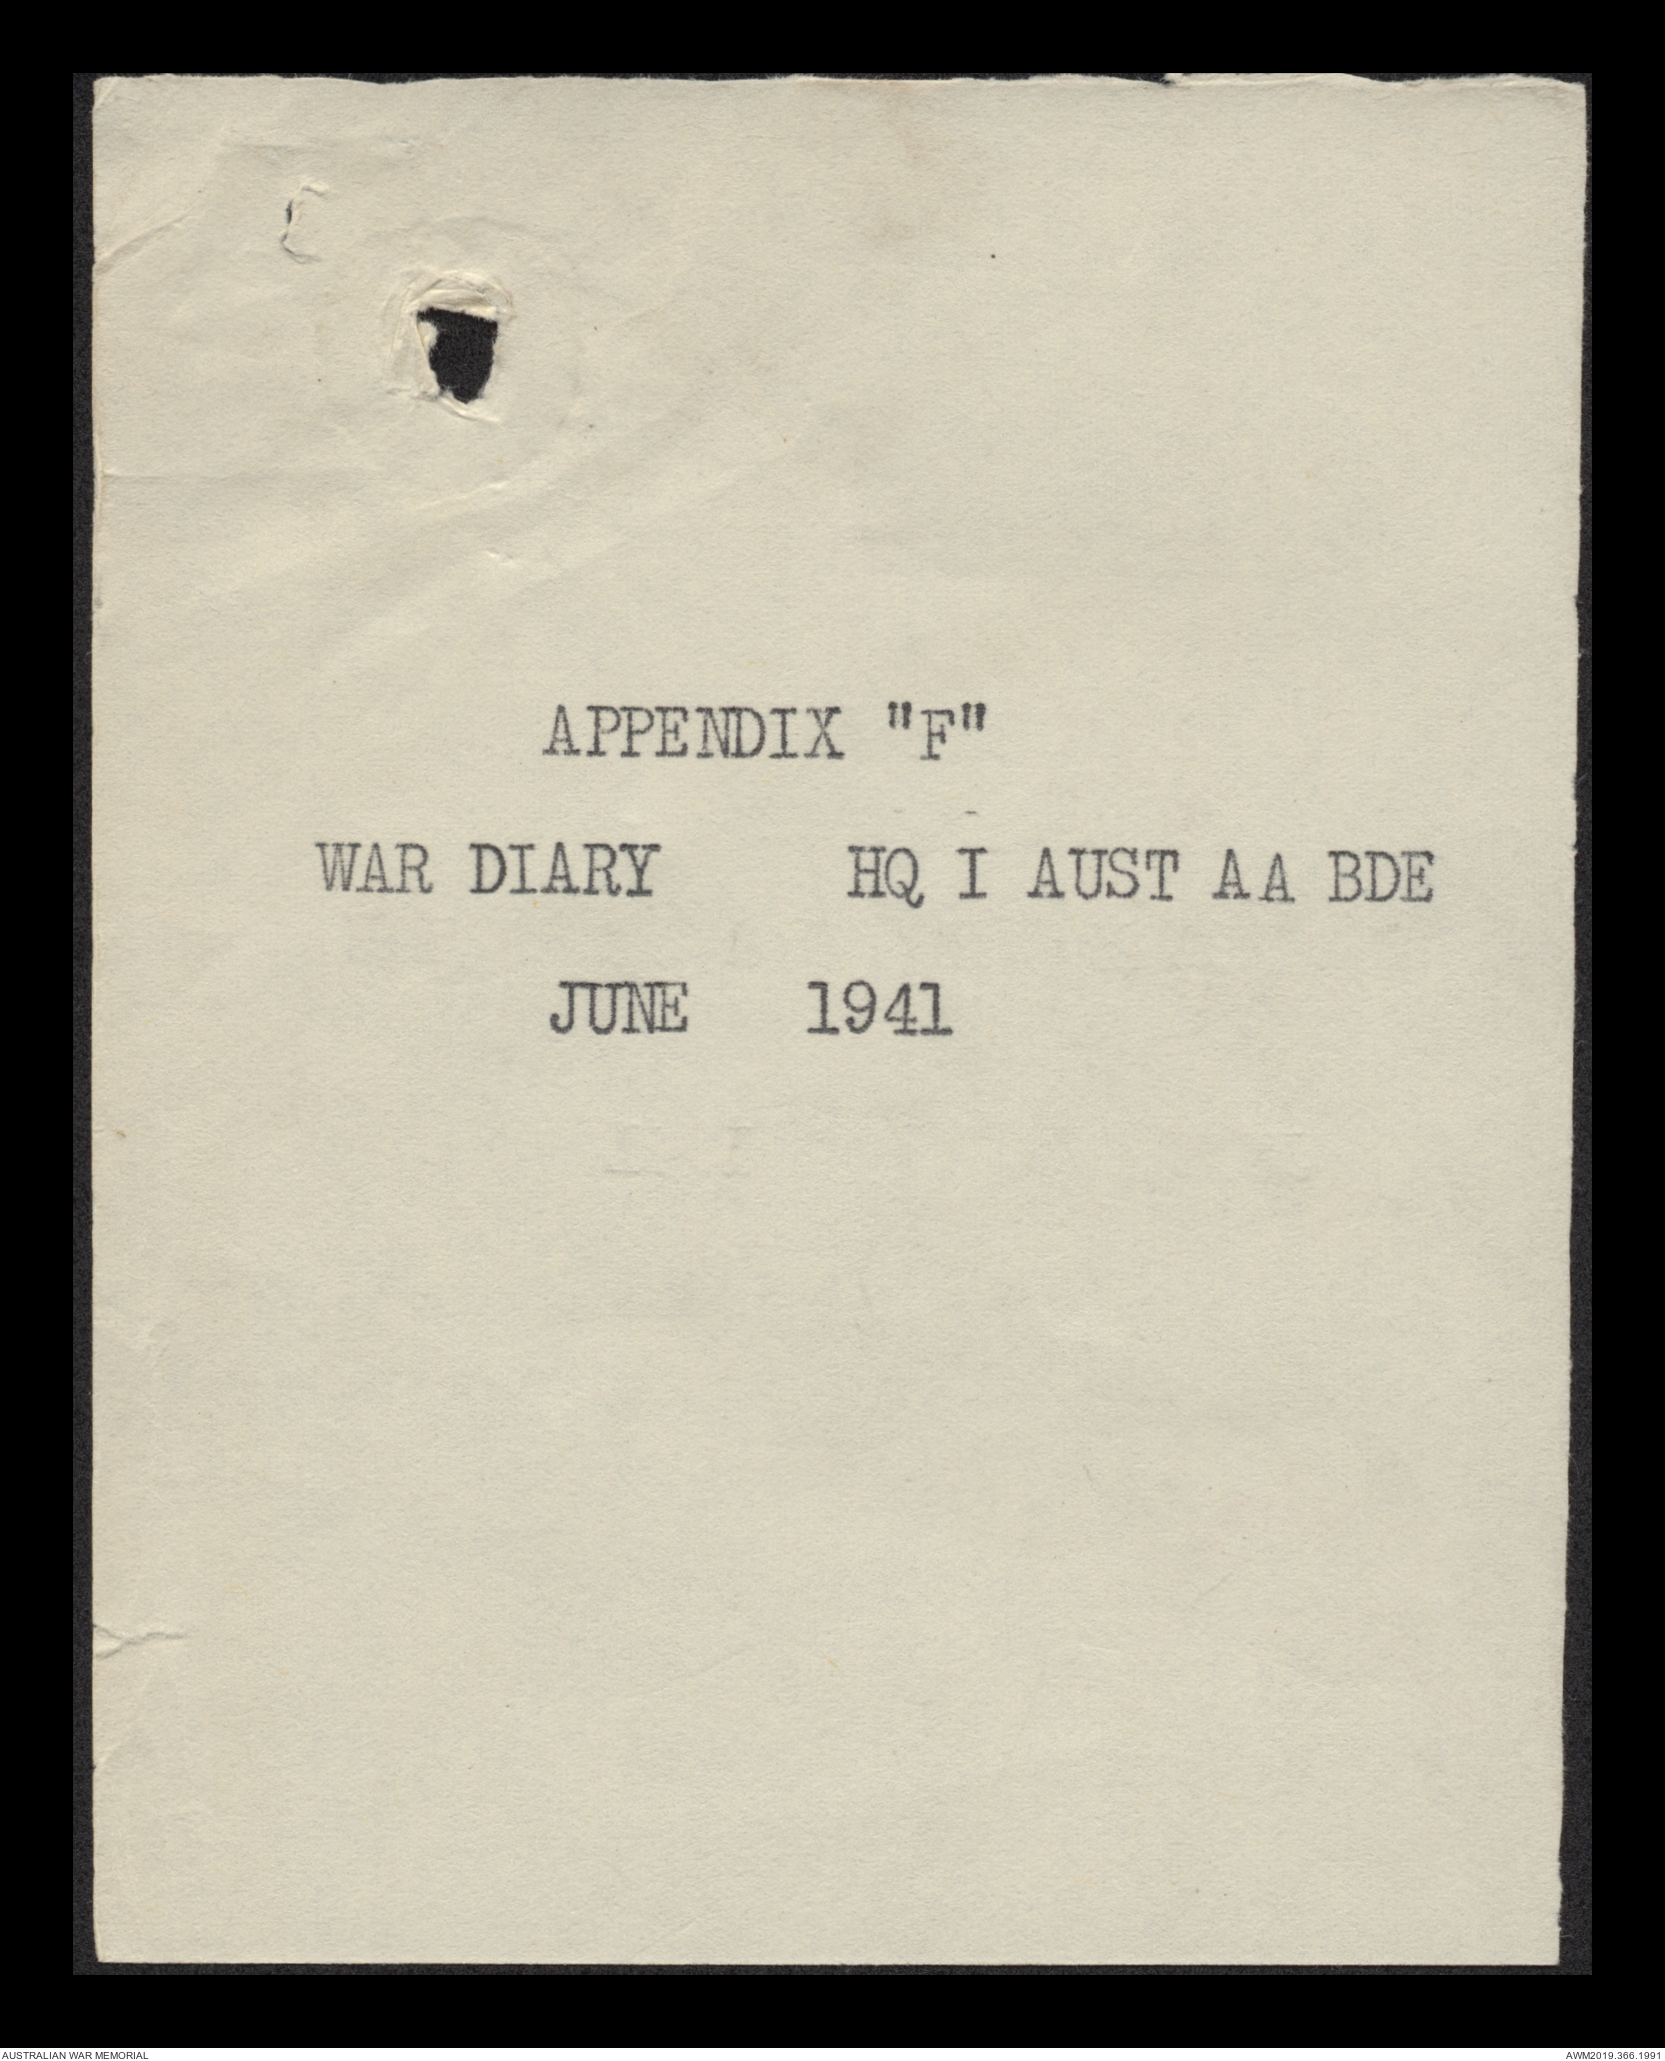 APPENDIX "F"
WAR DIARY HQ I AUST AA BDE
JUNE 1941
AUSTRALIAN WAR MEMORIAL AWM2019.366.1991